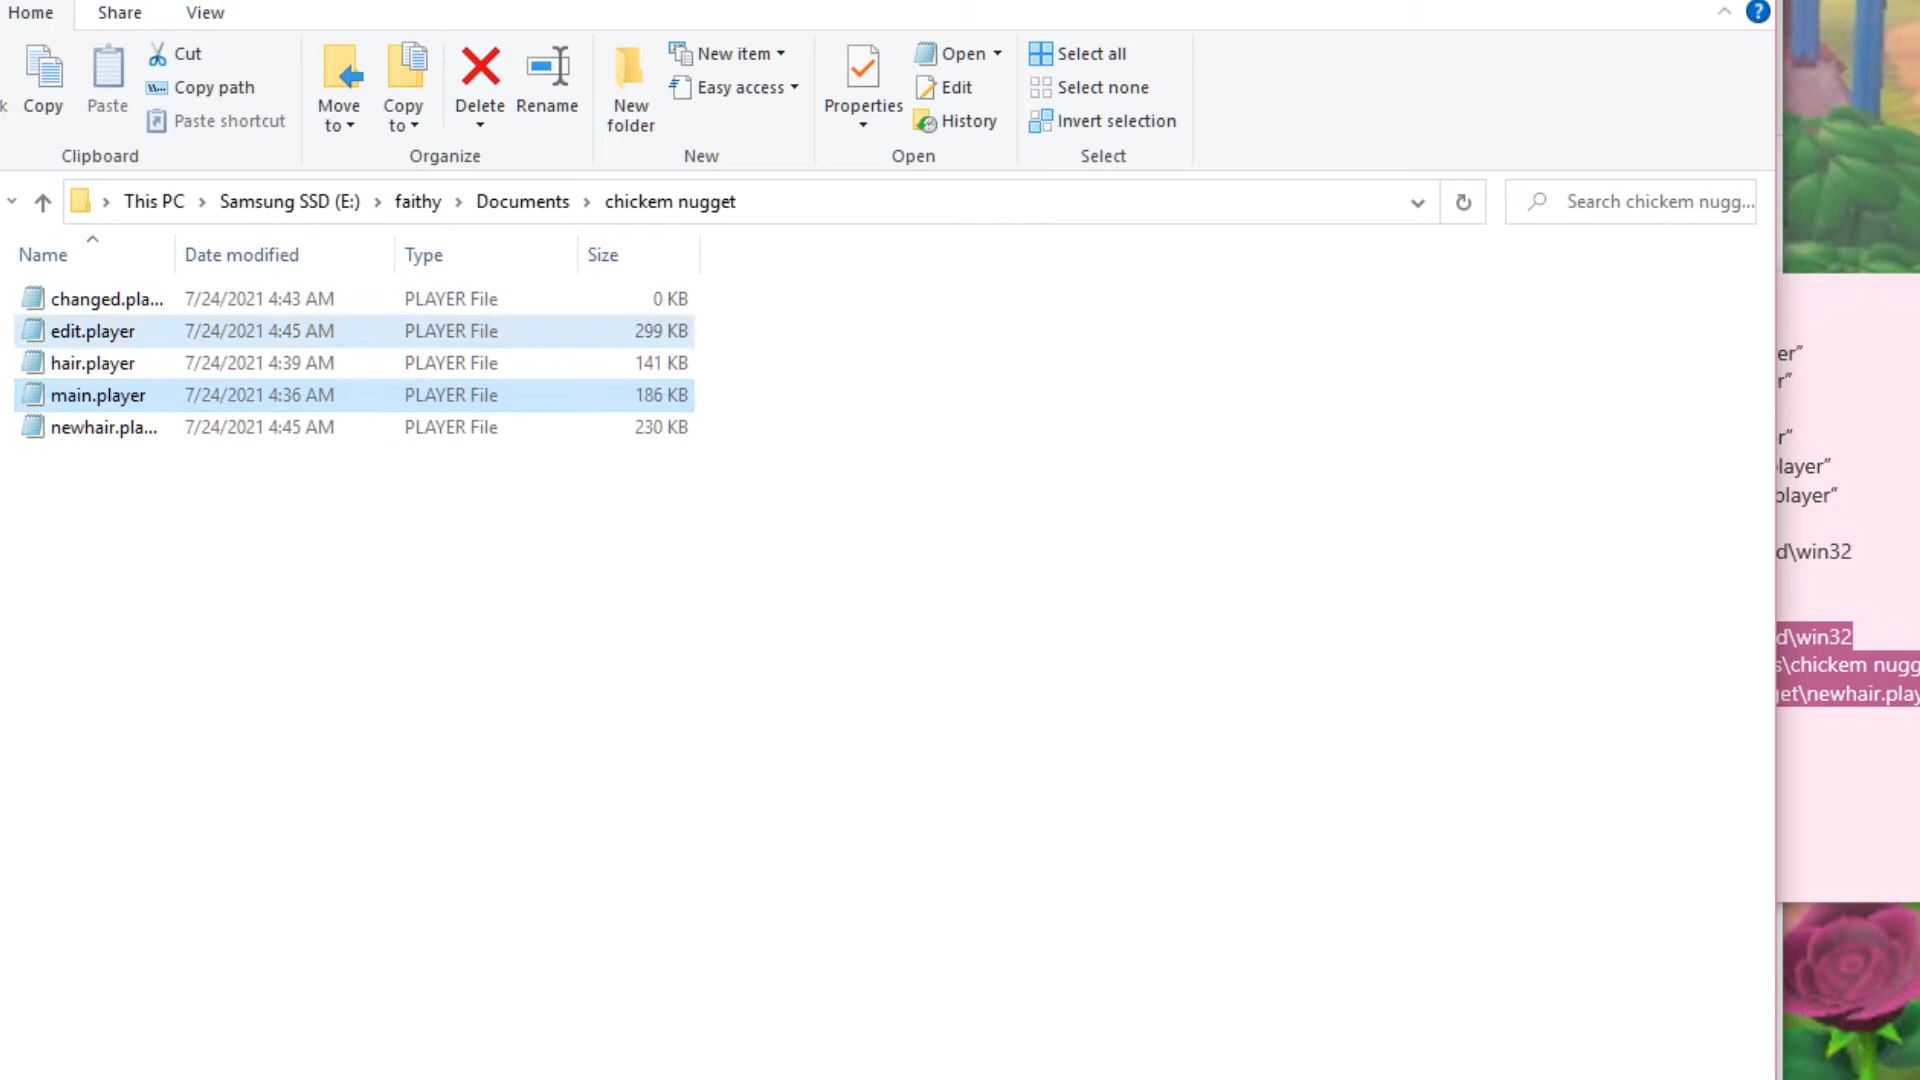 Home Share View
Cut
Copy path
Paste shortcut
Copy
Paste
Clipboard
Move to
Copy to
Delete
Rename
Organize
New folder
New item
Easy access
New
Properties
Open
Edit
History
Open
Select all
Select none
Invert selection
Select
This PC > Samsung SSD (E:) > faithy > Documents > chickem nugget
Search chickem nugg...
Name Date modified Type Size
changed.pla... 7/24/2021 4:43 AM PLAYER File 0 KB
edit.player 7/24/2021 4:45 AM PLAYER File 299 KB
hair.player 7/24/2021 4:39 AM PLAYER File 141 KB
main.player 7/24/2021 4:36 AM PLAYER File 186 KB
newhair.pla... 7/24/2021 4:45 AM PLAYER File 230 KB
er”
r”
r”
layer”
player”
d\win32
d\win32
s\chickem nugg
get\newhair.play